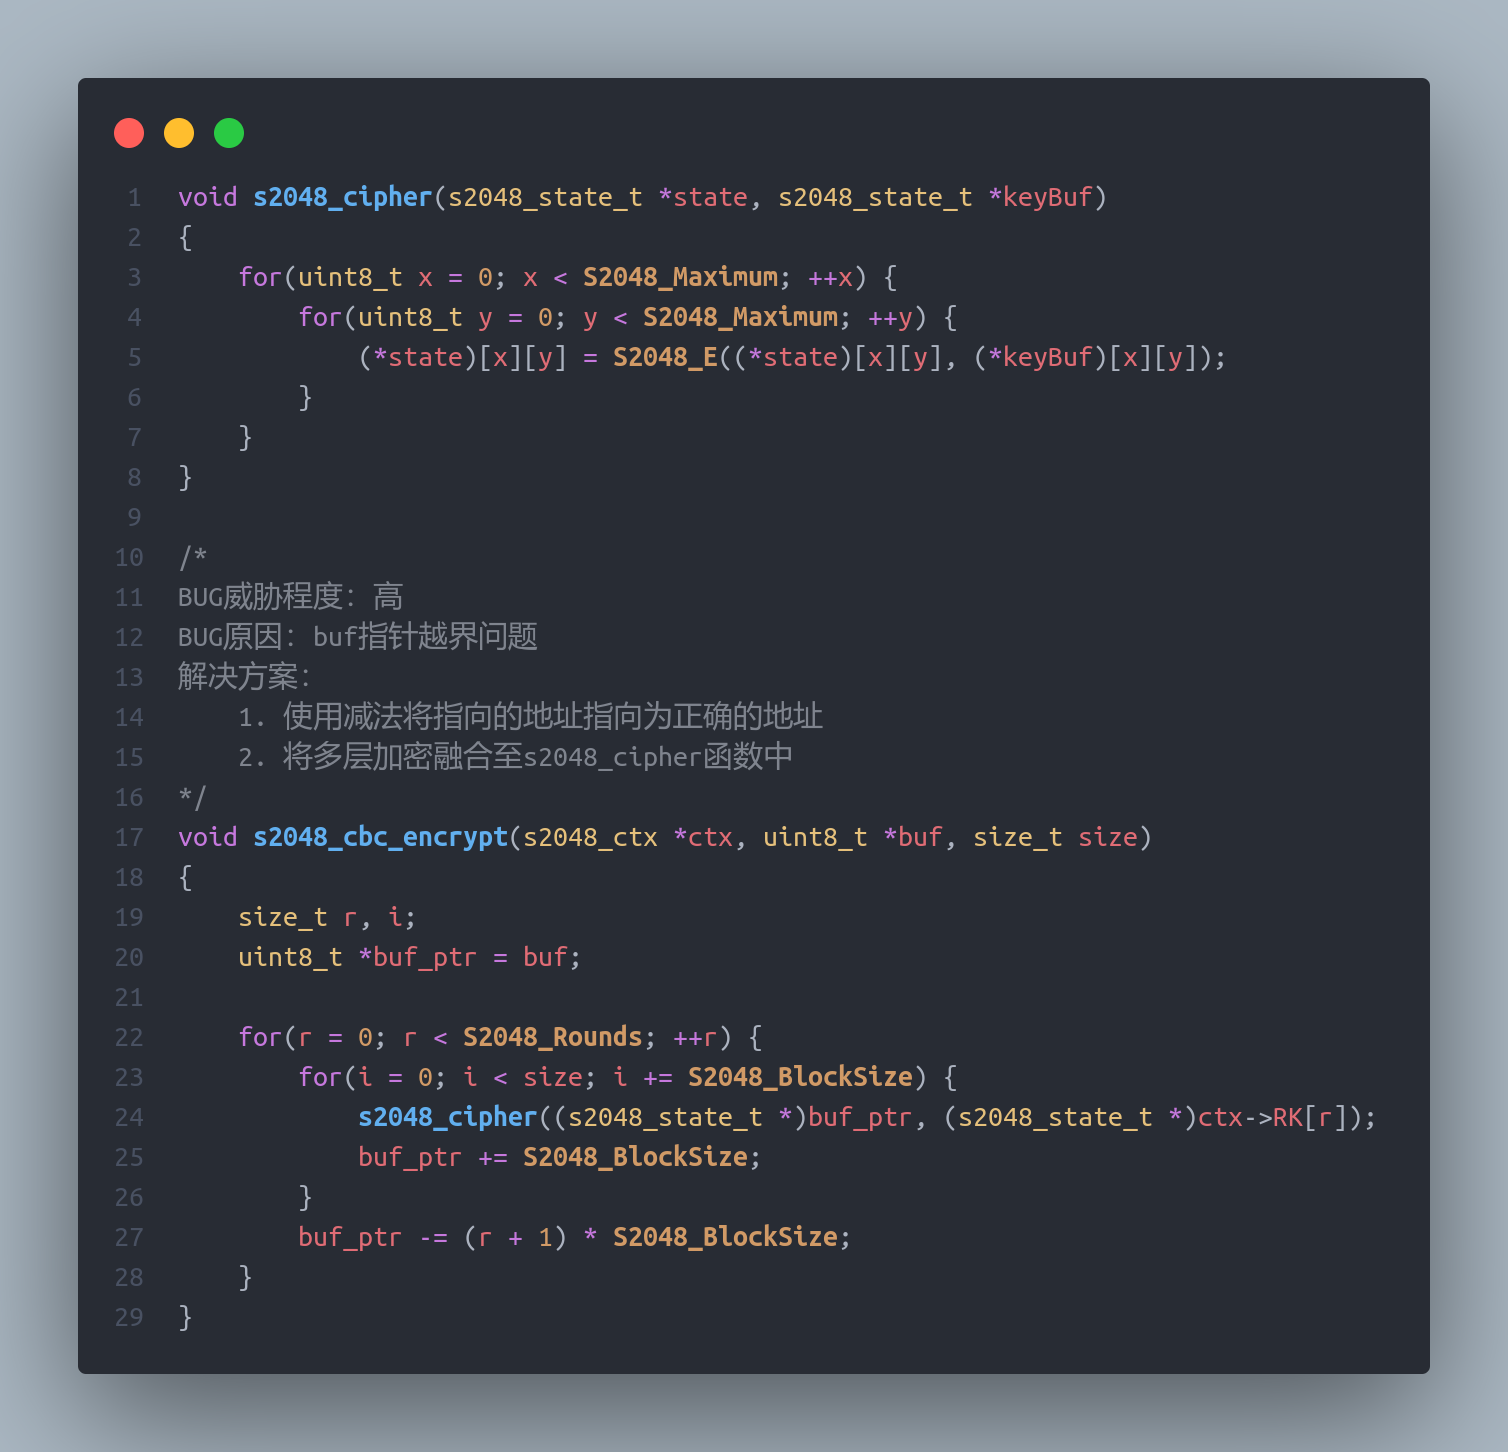 1 void s2048_cipher(s2048_state_t *state, s2048_state_t *keyBuf)
2 {
3     for(uint8_t x = 0; x < S2048_Maximum; ++x) {
4         for(uint8_t y = 0; y < S2048_Maximum; ++y) {
5             (*state)[x][y] = S2048_E((*state)[x][y], (*keyBuf)[x][y]);
6         }
7     }
8 }
9
10 /*
11 BUG威胁程度：高
12 BUG原因：buf指针越界问题
13 解决方案：
14     1. 使用减法将指向的地址指向为正确的地址
15     2. 将多层加密融合至s2048_cipher函数中
16 */
17 void s2048_cbc_encrypt(s2048_ctx *ctx, uint8_t *buf, size_t size)
18 {
19     size_t r, i;
20     uint8_t *buf_ptr = buf;
21
22     for(r = 0; r < S2048_Rounds; ++r) {
23         for(i = 0; i < size; i += S2048_BlockSize) {
24             s2048_cipher((s2048_state_t *)buf_ptr, (s2048_state_t *)ctx->RK[r]);
25             buf_ptr += S2048_BlockSize;
26         }
27         buf_ptr -= (r + 1) * S2048_BlockSize;
28     }
29 }